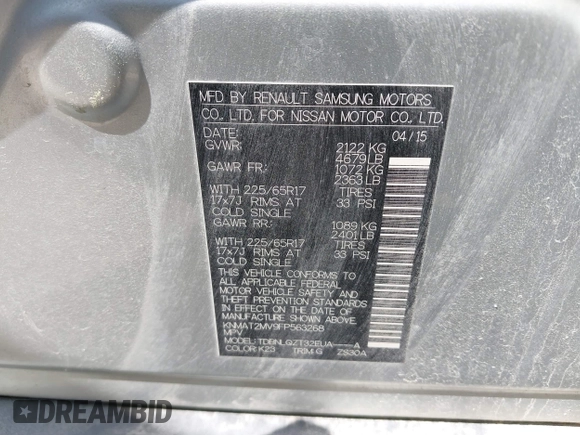 MFD BY RENAULT SAMSUNG MOTORS
CO. LTD. FOR NISSAN MOTOR CO. LTD.
DATE: 04/15
GVWR: 2122 KG
4679LB
GAWR FR: 1072 KG
2363 LB
WITH 225/65R17 TIRES
17x7J RIMS AT 33 PSI
COLD SINGLE
GAWR RR: 1089 KG
2401LB
WITH 225/65R17 TIRES
17x7J RIMS AT 33 PSI
COLD SINGLE
THIS VEHICLE CONFORMS TO
ALL APPLICABLE FEDERAL
MOTOR VEHICLE SAFETY AND
THEFT PREVENTION STANDARDS
IN EFFECT ON THE DATE OF
MANUFACTURE SHOWN ABOVE.
KNMAT2MV9FP563268
MPV
MODEL: TDBNLQZT32EUA----A
COLOR: K23 TRIM: G ZS30A
DREAMBID